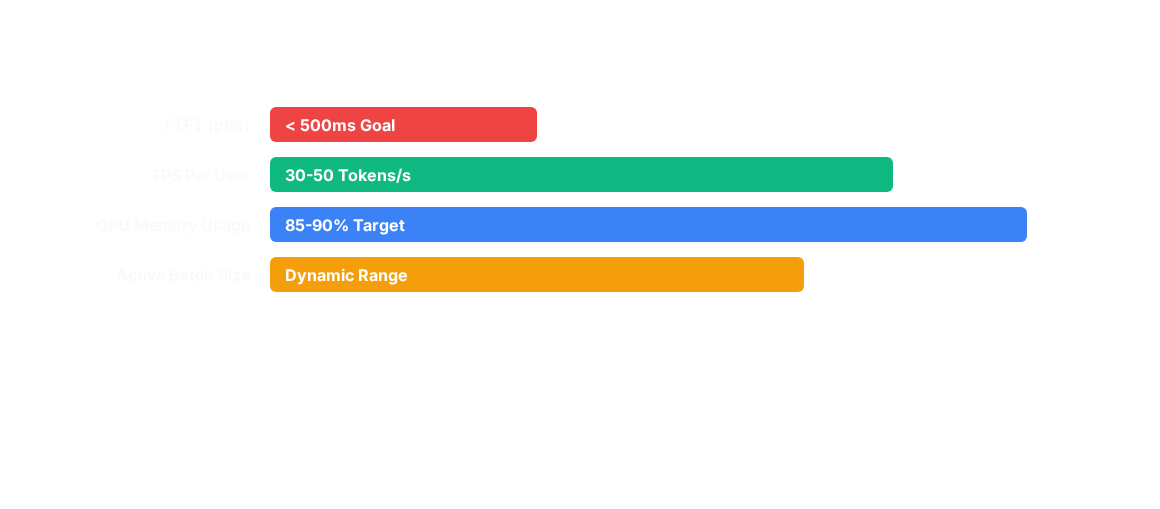 TTFT (p95) < 500ms Goal
TPS Per User 30-50 Tokens/s
GPU Memory Usage 85-90% Target
Active Batch Size Dynamic Range